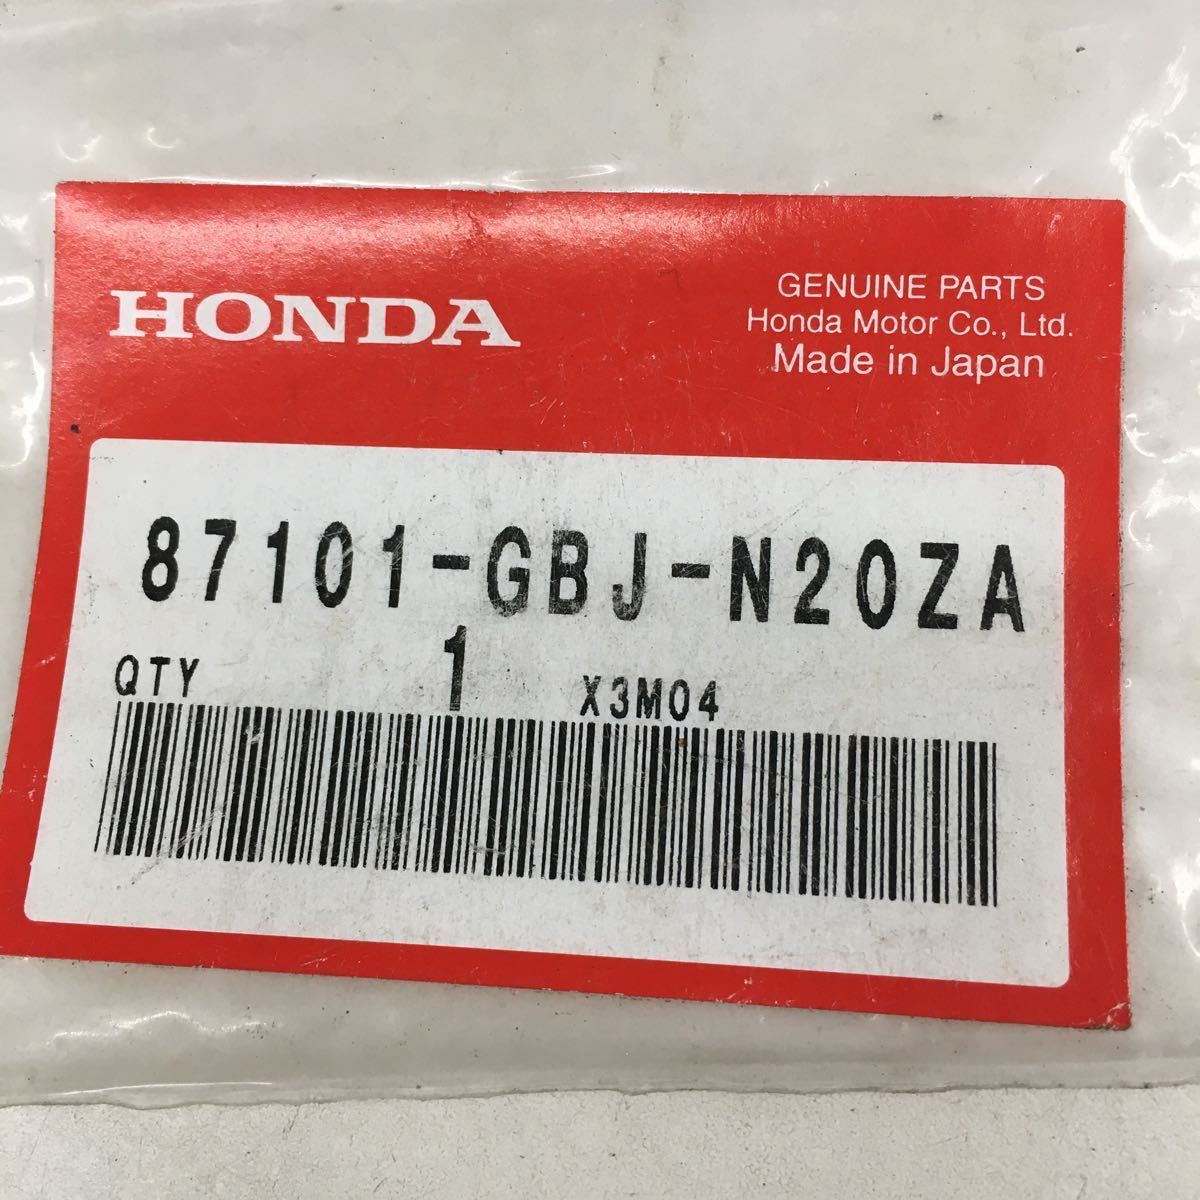 HONDA
GENUINE PARTS
Honda Motor Co., Ltd.
Made in Japan
87101-GBJ-N20ZA
QTY 1 X3M04